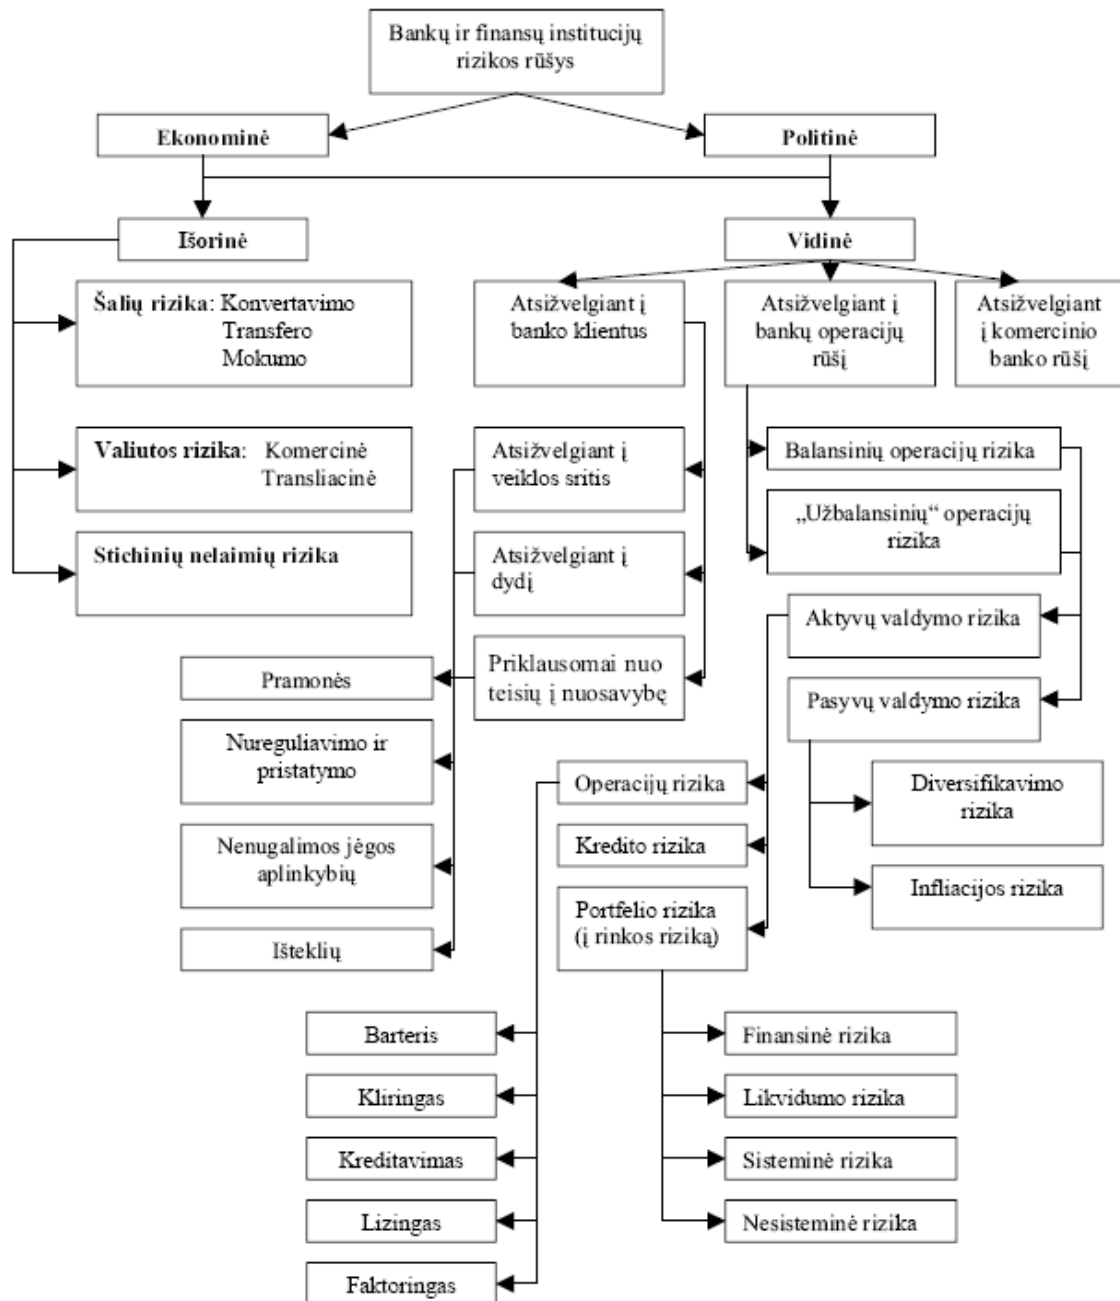 Bankų ir finansų institucijų
rizikos rūšys
Ekonominė
Politinė
Išorinė
Vidinė
Šalių rizika: Konvertavimo
Transfero
Mokumo
Atsižvelgiant į
banko klientus
Atsižvelgiant į
bankų operacijų
rūšį
Atsižvelgiant
į komercinio
banko rūšį
Valiutos rizika: Komercinė
Transliacinė
Atsižvelgiant į
veiklos sritis
Balansinių operacijų rizika
„Užbalansinių“ operacijų
rizika
Stichinių nelaimių rizika
Atsižvelgiant į
dydį
Aktyvų valdymo rizika
Priklausomai nuo
teisių į nuosavybę
Pramonės
Pasyvų valdymo rizika
Nureguliavimo ir
pristatymo
Operacijų rizika
Diversifikavimo
rizika
Nenugalimos jėgos
aplinkybių
Kredito rizika
Infliacijos rizika
Portfelio rizika
(į rinkos riziką)
Išteklių
Barteris
Finansinė rizika
Kliringas
Likvidumo rizika
Kreditavimas
Sisteminė rizika
Lizingas
Nesisteminė rizika
Faktoringas